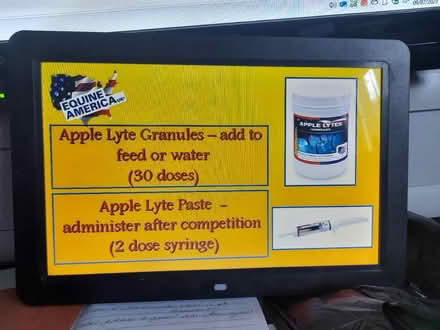 EQUINE
AMERICA UK
Apple Lyte Granules – add to
feed or water
(30 doses)
APPLE LYTES
Apple Lyte Paste –
administer after competition
(2 dose syringe)